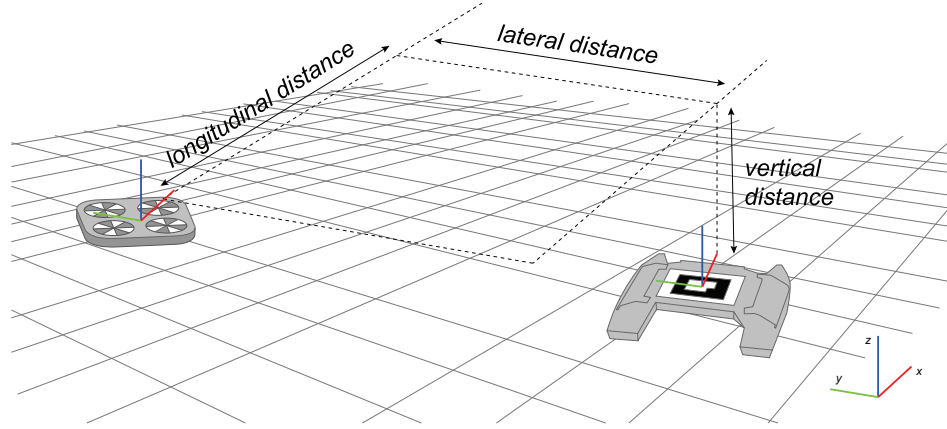 lateral distance
longitudinal distance
vertical
distance
z
y
x